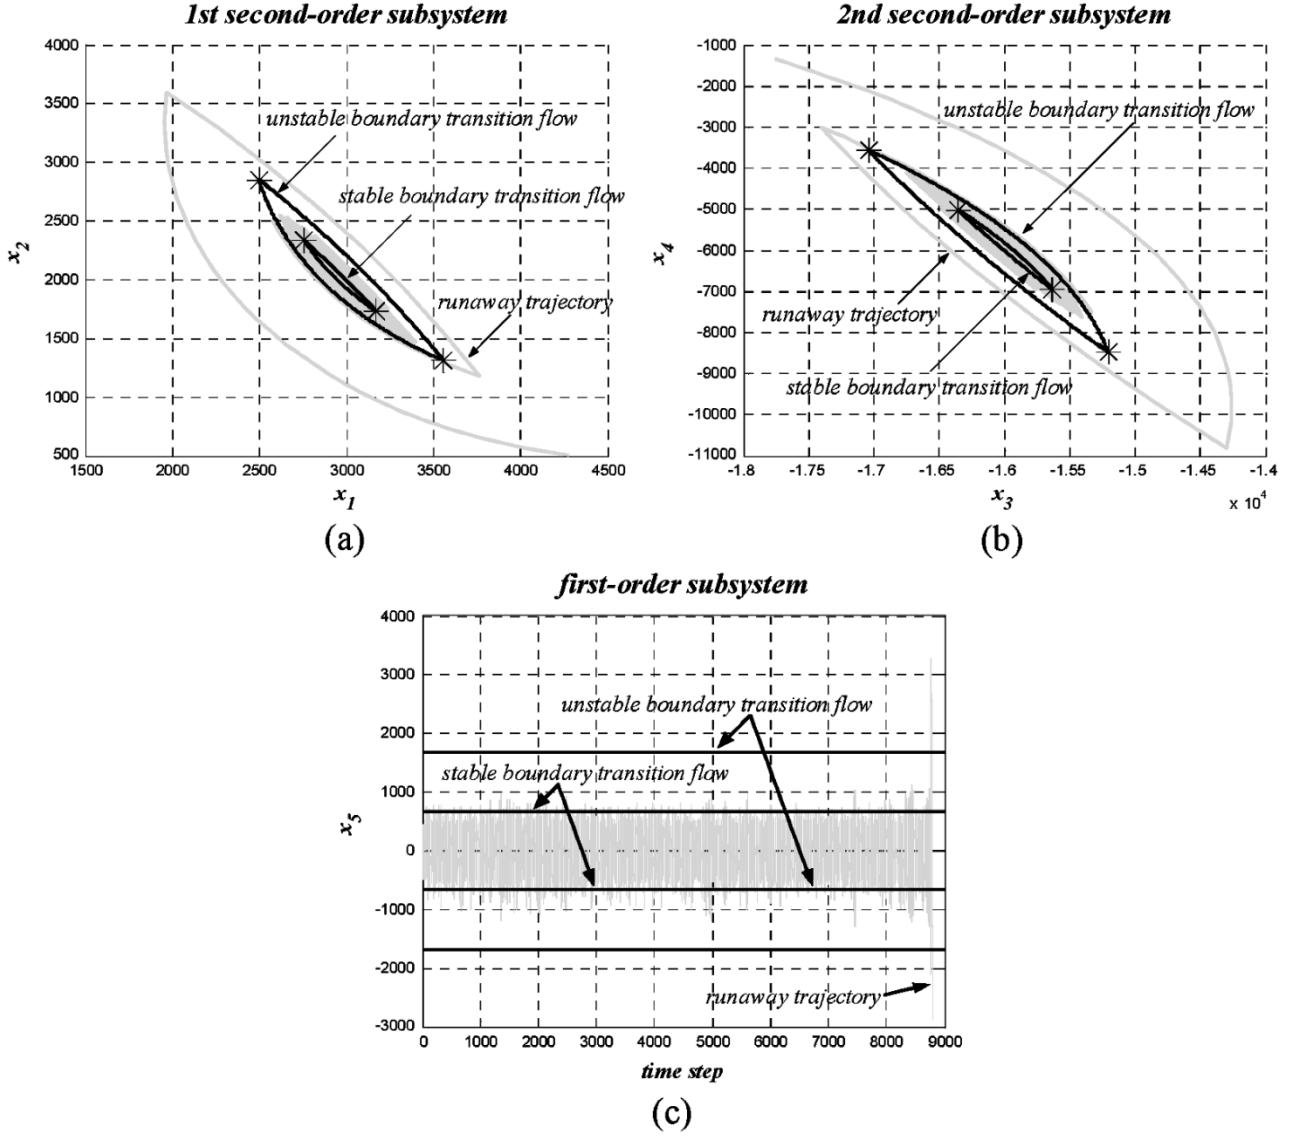 1st second-order subsystem
4000
3500
3000
2500
2000
1500
1000
500
1500 2000 2500 3000 3500 4000 4500
x2
x1
unstable boundary transition flow
stable boundary transition flow
runaway trajectory
(a)
2nd second-order subsystem
-1000
-2000
-3000
-4000
-5000
-6000
-7000
-8000
-9000
-10000
-11000
-1.8 -1.75 -1.7 -1.65 -1.6 -1.55 -1.5 -1.45 -1.4
x4
x3
x 10^4
unstable boundary transition flow
runaway trajectory
stable boundary transition flow
(b)
first-order subsystem
4000
3000
2000
1000
0
-1000
-2000
-3000
0 1000 2000 3000 4000 5000 6000 7000 8000 9000
x5
time step
unstable boundary transition flow
stable boundary transition flow
runaway trajectory
(c)